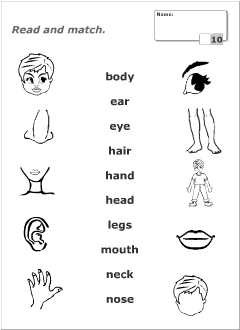 Name:
10
Read and match.
body
ear
eye
hair
hand
head
legs
mouth
neck
nose